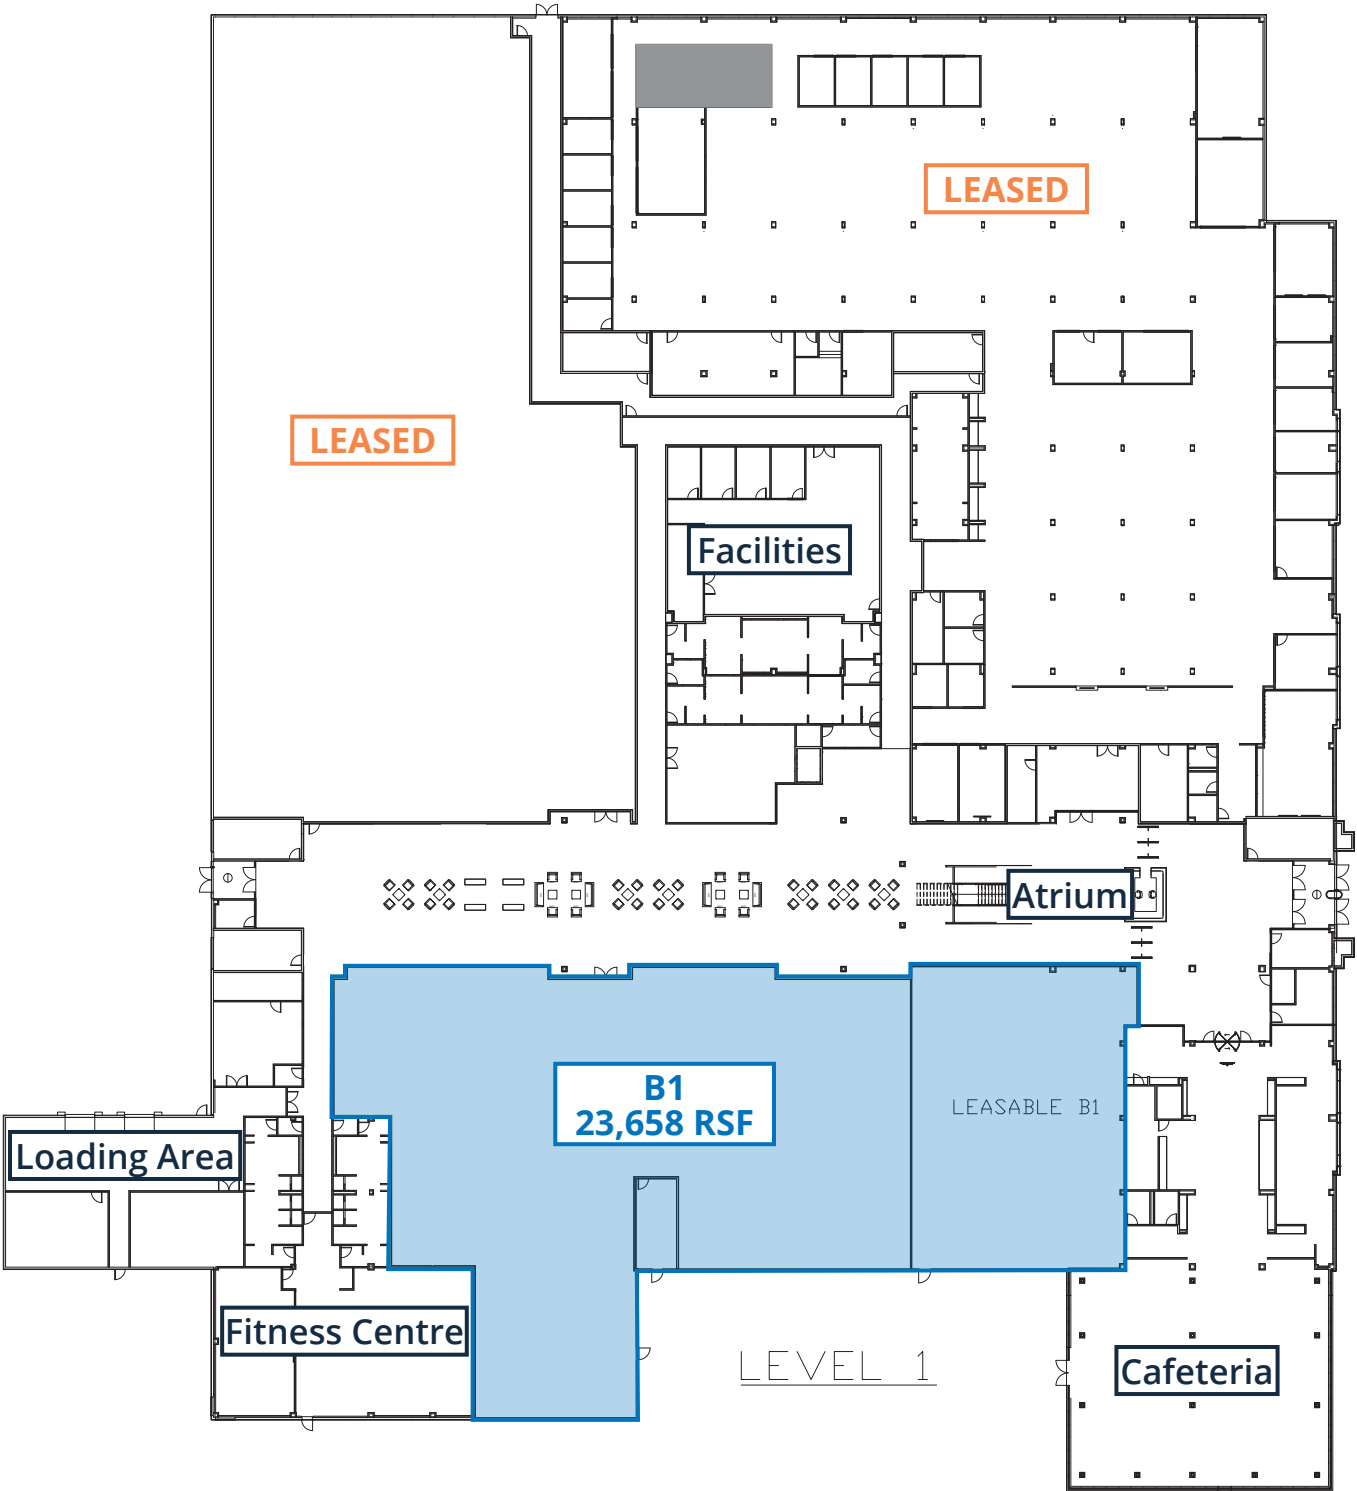 LEASED
LEASED
Facilities
Atrium
B1
23,658 RSF
LEASABLE B1
Loading Area
Fitness Centre
LEVEL 1
Cafeteria